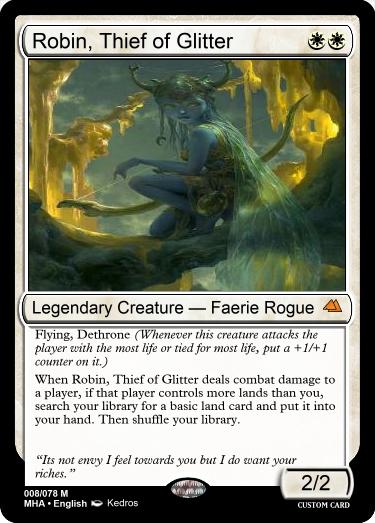 Robin, Thief of Glitter
Legendary Creature — Faerie Rogue
Flying, Dethrone (Whenever this creature attacks the
player with the most life or tied for most life, put a +1/+1
counter on it.)
When Robin, Thief of Glitter deals combat damage to
a player, if that player controls more lands than you,
search your library for a basic land card and put it into
your hand. Then shuffle your library.
“Its not envy I feel towards you but I do want your
riches.”
2/2
008/078 M
MHA • English Kedros
CUSTOM CARD